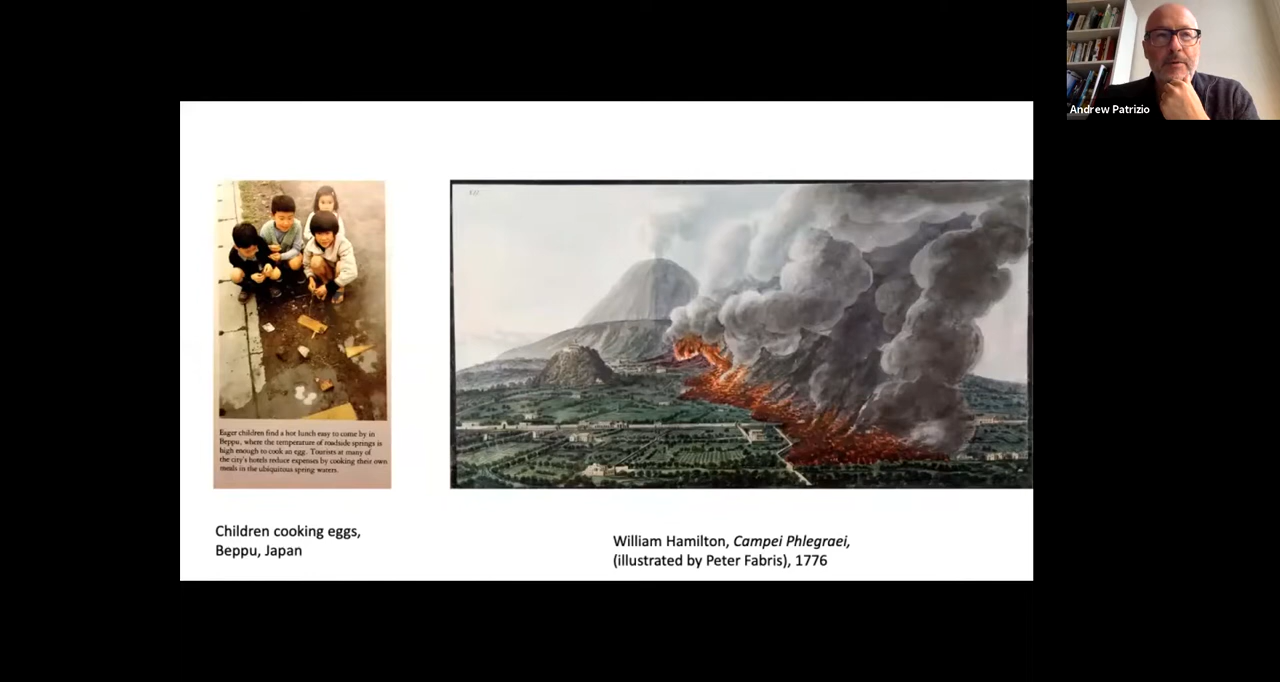 Andrew Patrizio
Eager children find a hot lunch easy to come by in
Beppu, where the temperature of roadside springs is
high enough to cook an egg. Tourists at many of
the city's hotels reduce expenses by cooking their own
meals in the ubiquitous spring waters.
Children cooking eggs,
Beppu, Japan
William Hamilton, Campei Phlegraei,
(illustrated by Peter Fabris), 1776